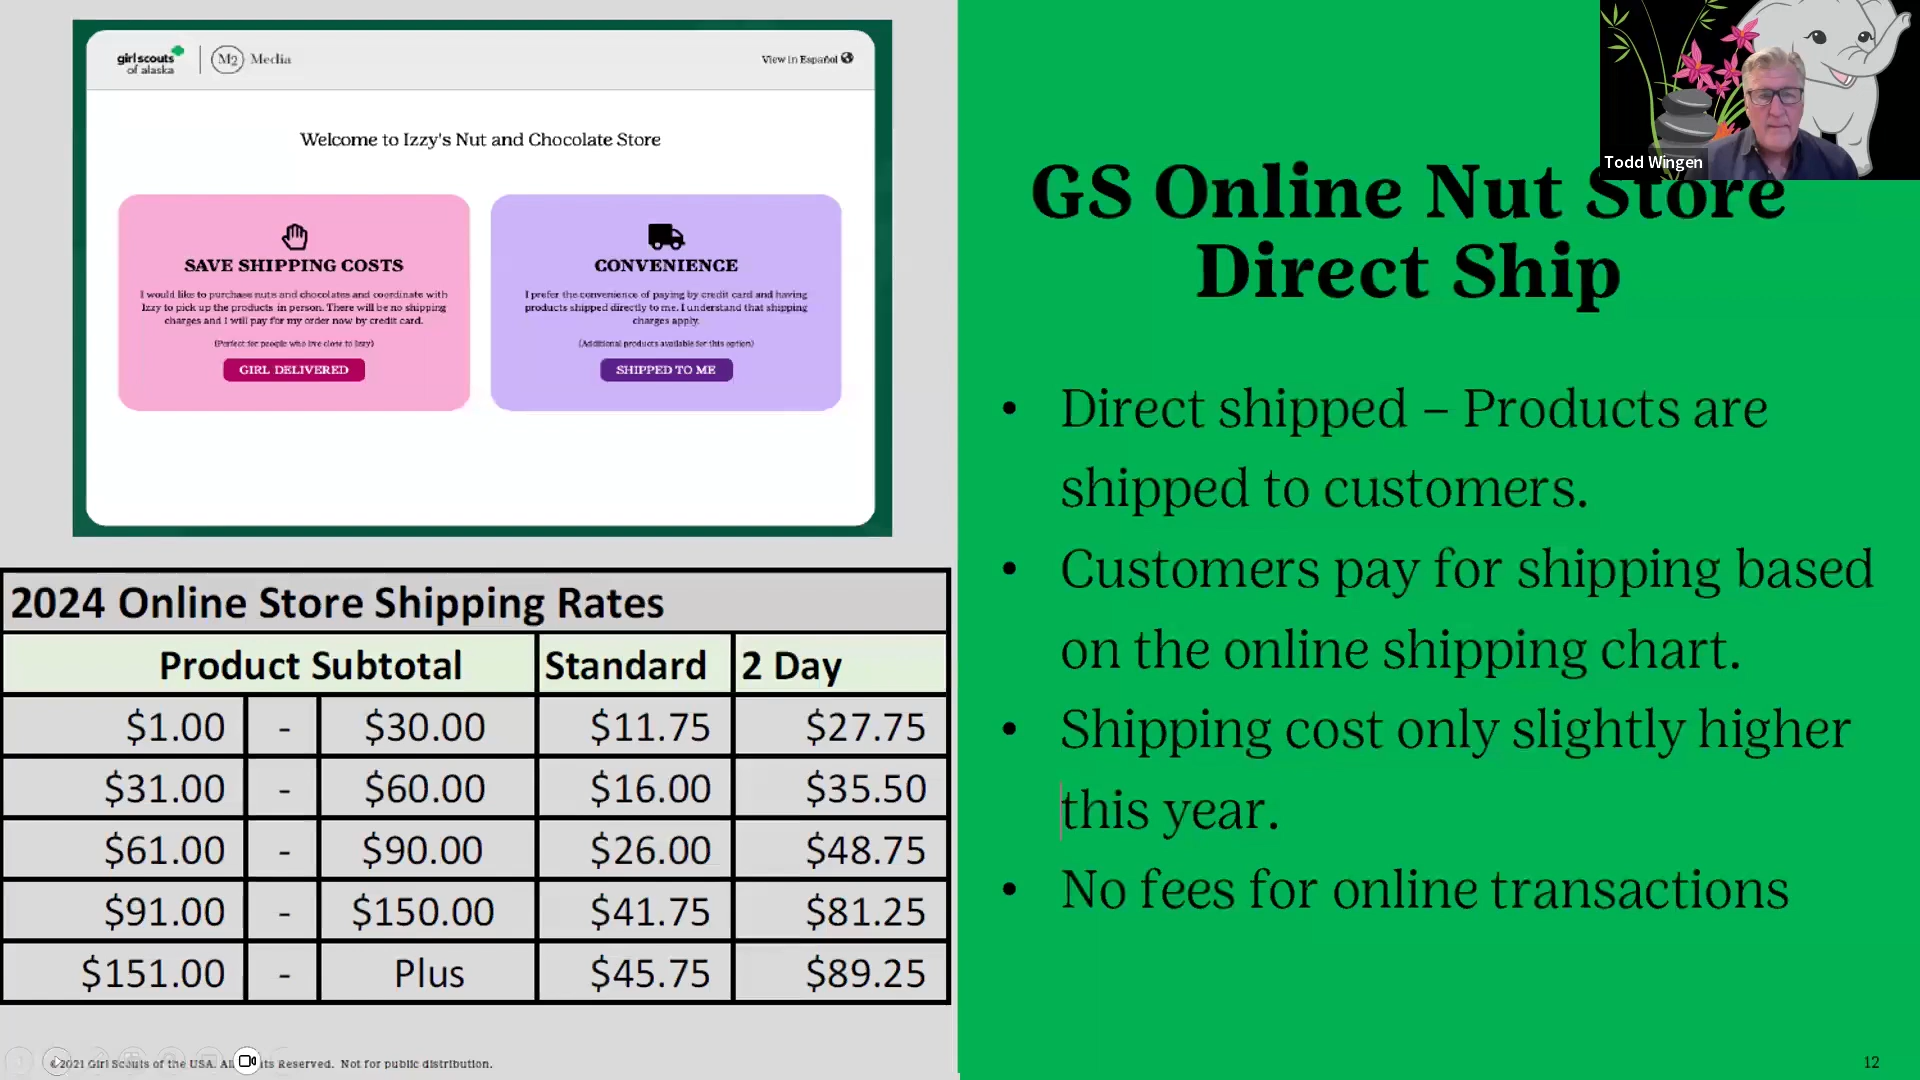 girl scouts
of alaska
M2 Media
View in Español
Welcome to Izzy's Nut and Chocolate Store
SAVE SHIPPING COSTS
I would like to purchase nuts and chocolates and coordinate with
Izzy to pick up the products in person. There will be no shipping
charges and I will pay for my order now by credit card.
(Perfect for people who live close to Izzy)
GIRL DELIVERED
CONVENIENCE
I prefer the convenience of paying by credit card and having
products shipped directly to me. I understand that shipping
charges apply.
(Additional products available for this option)
SHIPPED TO ME
2024 Online Store Shipping Rates
Product Subtotal Standard 2 Day
$1.00 - $30.00 $11.75 $27.75
$31.00 - $60.00 $16.00 $35.50
$61.00 - $90.00 $26.00 $48.75
$91.00 - $150.00 $41.75 $81.25
$151.00 - Plus $45.75 $89.25
©2021 Girl Scouts of the USA. Reserved. Not for public distribution.
Todd Wingen
GS Online Nut Store
Direct Ship
• Direct shipped – Products are
shipped to customers.
• Customers pay for shipping based
on the online shipping chart.
• Shipping cost only slightly higher
this year.
• No fees for online transactions
12